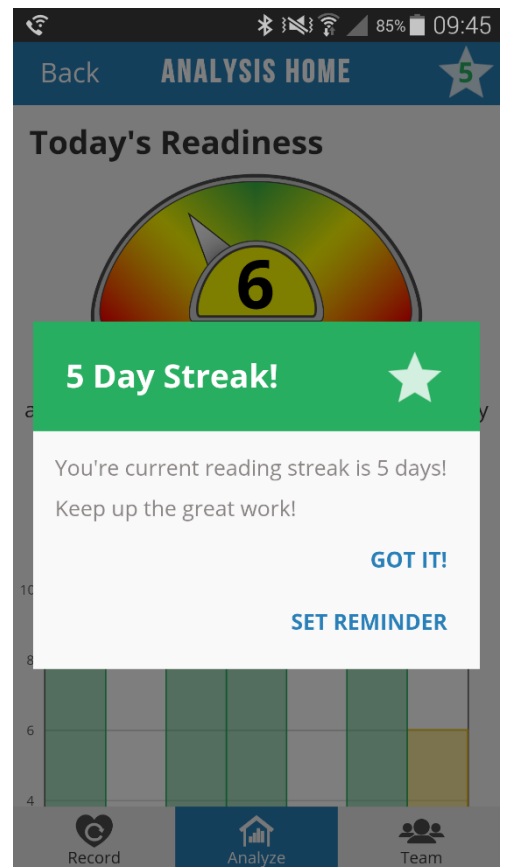 85% 09:45
Back ANALYSIS HOME 5
Today's Readiness
6
5 Day Streak!
You're current reading streak is 5 days!
Keep up the great work!
GOT IT!
SET REMINDER
10
8
6
4
Record Analyze Team